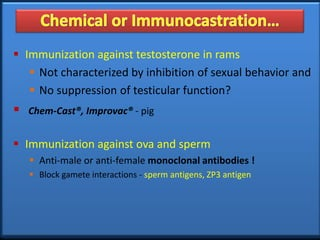 Chemical or Immunocastration…
Immunization against testosterone in rams
Not characterized by inhibition of sexual behavior and
No suppression of testicular function?
Chem-Cast®, Improvac® - pig
Immunization against ova and sperm
Anti-male or anti-female monoclonal antibodies !
Block gamete interactions - sperm antigens, ZP3 antigen